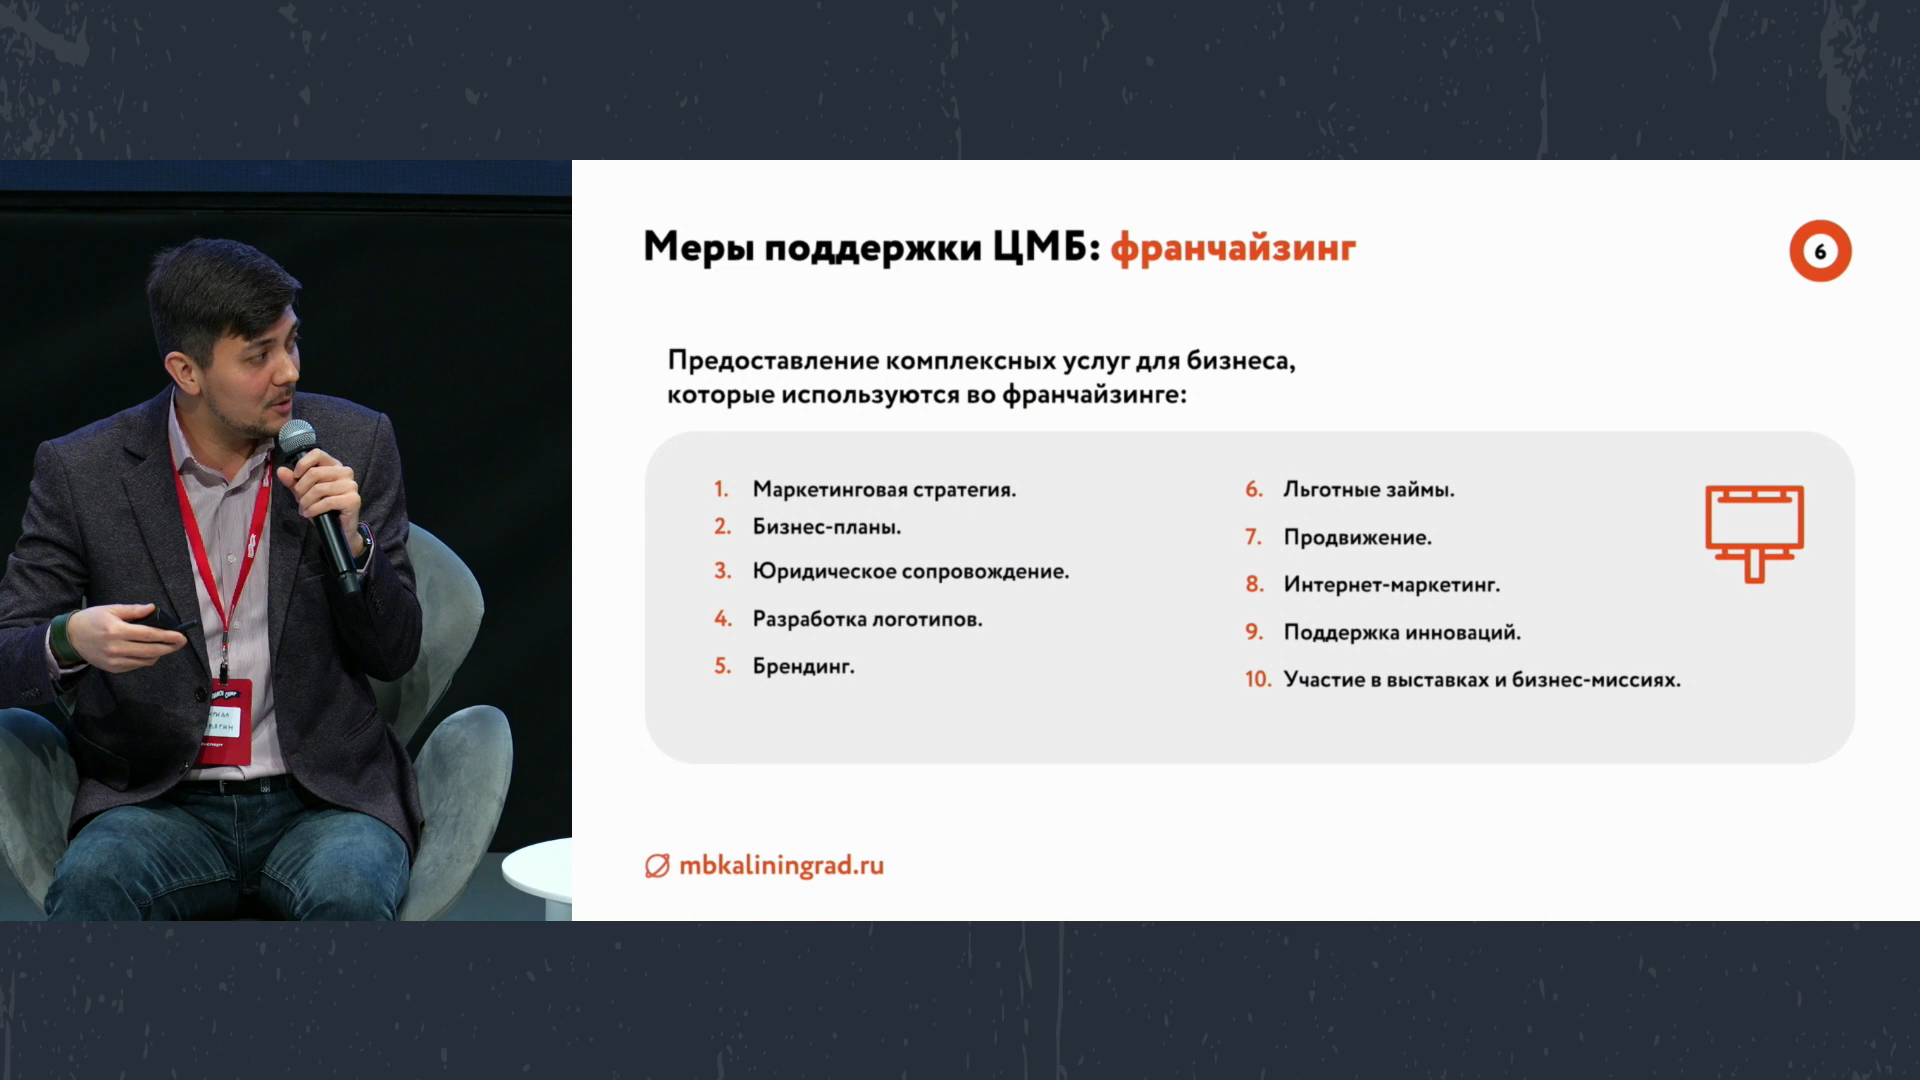 Меры поддержки ЦМБ: франчайзинг
6
Предоставление комплексных услуг для бизнеса,
которые используются во франчайзинге:
1. Маркетинговая стратегия.
2. Бизнес-планы.
3. Юридическое сопровождение.
4. Разработка логотипов.
5. Брендинг.
6. Льготные займы.
7. Продвижение.
8. Интернет-маркетинг.
9. Поддержка инноваций.
10. Участие в выставках и бизнес-миссиях.
mbkaliningrad.ru